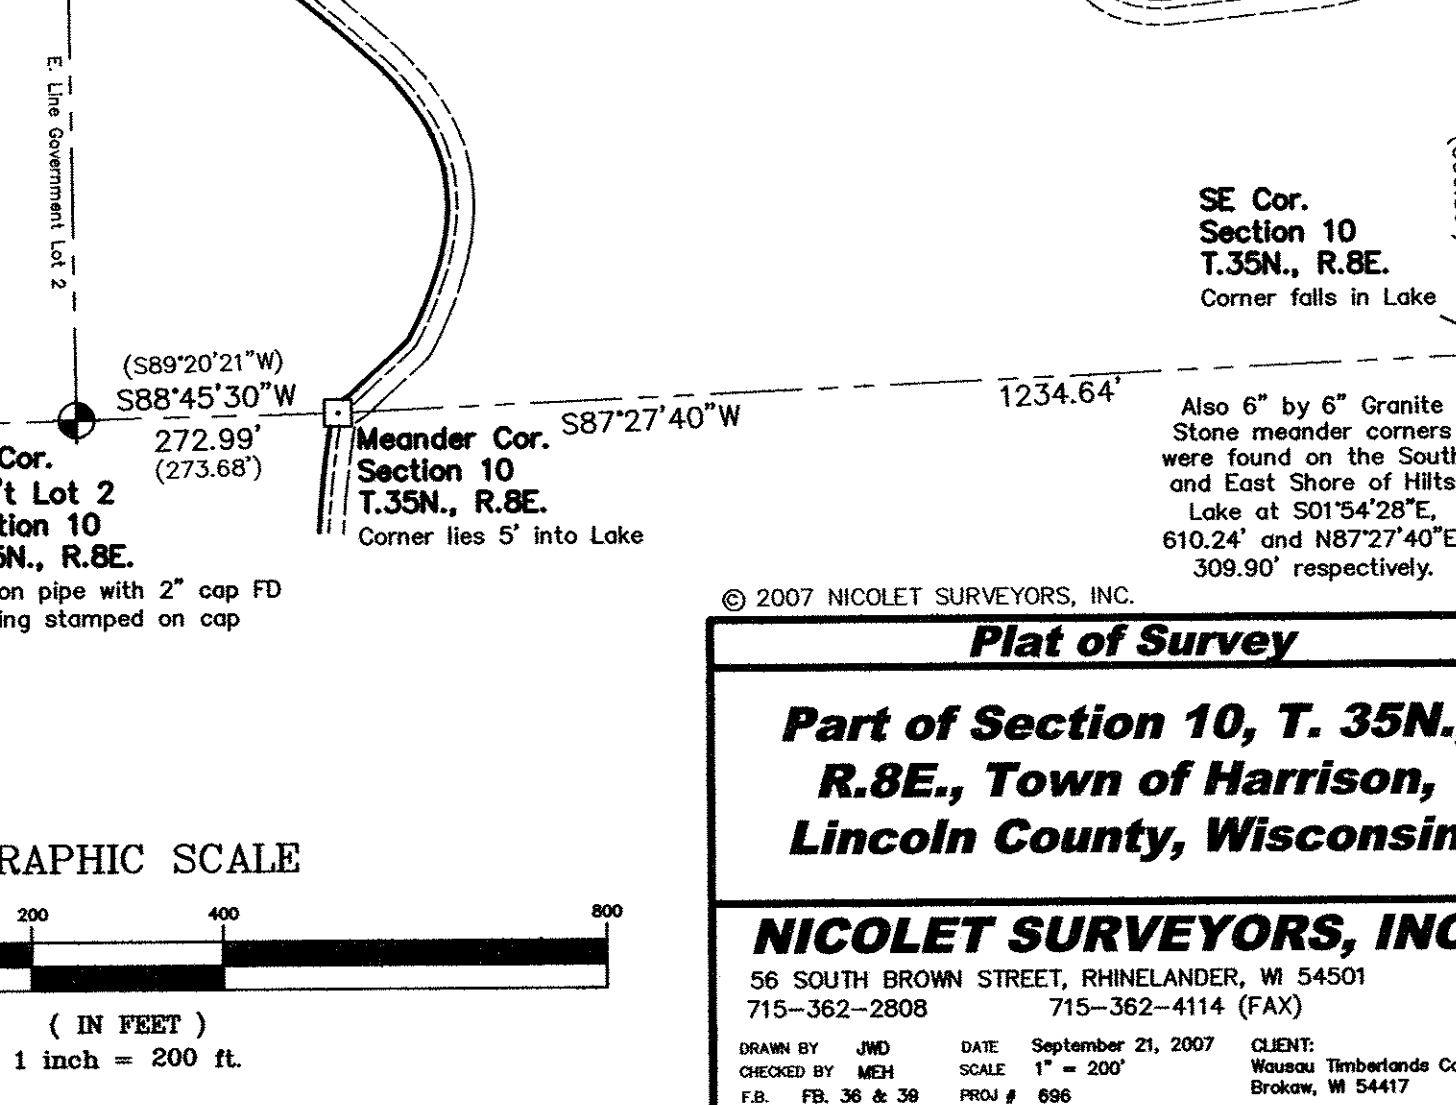 E. Line Government Lot 2
SE Cor.
Section 10
T.35N., R.8E.
Corner falls in Lake
(S89°20'21"W)
S88°45'30"W
272.99'
(273.68')
S87°27'40"W
1234.64'
Cor.
't Lot 2
tion 10
5N., R.8E.
on pipe with 2" cap FD
ing stamped on cap
Meander Cor.
Section 10
T.35N., R.8E.
Corner lies 5' into Lake
Also 6" by 6" Granite
Stone meander corners
were found on the South
and East Shore of Hilts
Lake at S01°54'28"E,
610.24' and N87°27'40"E
309.90' respectively.
© 2007 NICOLET SURVEYORS, INC.
Plat of Survey
Part of Section 10, T. 35N.,
R.8E., Town of Harrison,
Lincoln County, Wisconsin
RAPHIC SCALE
200 400 800
( IN FEET )
1 inch = 200 ft.
NICOLET SURVEYORS, INC
56 SOUTH BROWN STREET, RHINELANDER, WI 54501
715-362-2808 715-362-4114 (FAX)
DRAWN BY JWD DATE September 21, 2007 CLIENT:
CHECKED BY MEH SCALE 1" = 200' Wausau Timberlands Co
F.B. FB. 36 & 39 PROJ # 696 Brokaw, WI 54417